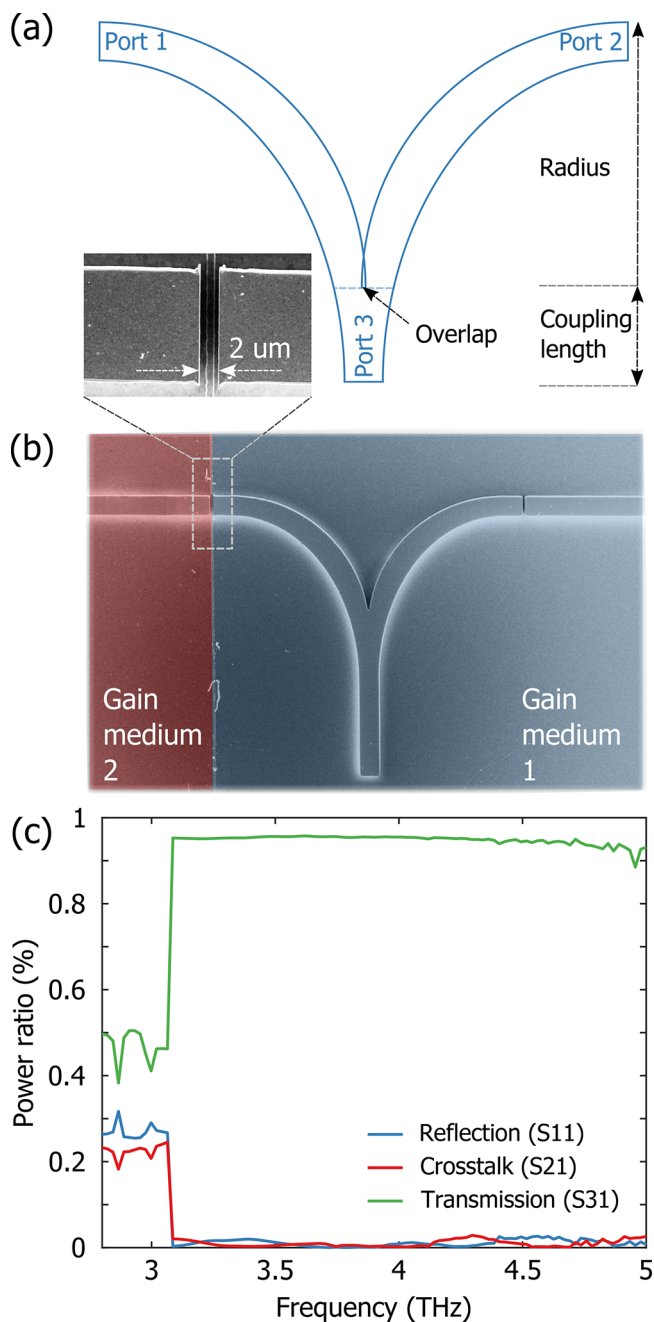 (a)
Port 1
Port 2
Radius
Port 3
Overlap
Coupling
length
2 um
(b)
Gain
medium
2
Gain
medium
1
(c)
Power ratio (%)
1
0.8
0.6
0.4
0.2
0
Reflection (S11)
Crosstalk (S21)
Transmission (S31)
3
3.5
4
4.5
5
Frequency (THz)